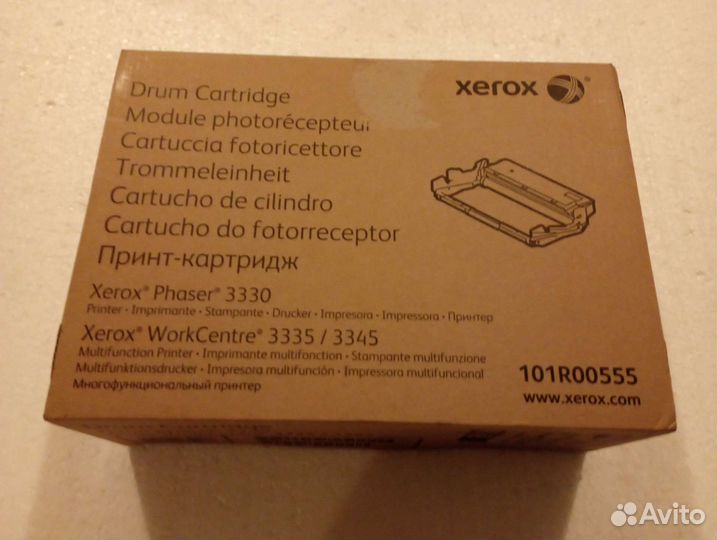 xerox
Drum Cartridge
Module photorécepteur
Cartuccia fotoricettore
Trommeleinheit
Cartucho de cilindro
Cartucho do fotorreceptor
Принт-картридж
Xerox® Phaser® 3330
Printer · Imprimante · Stampante · Drucker · Impresora · Impressora · Принтер
Xerox® WorkCentre® 3335 / 3345
Multifunction Printer · Imprimante multifonction · Stampante multifunzione
Multifunktionsdrucker · Impresora multifunción · Impressora multifuncional
Многофункциональный принтер
101R00555
www.xerox.com
Avito